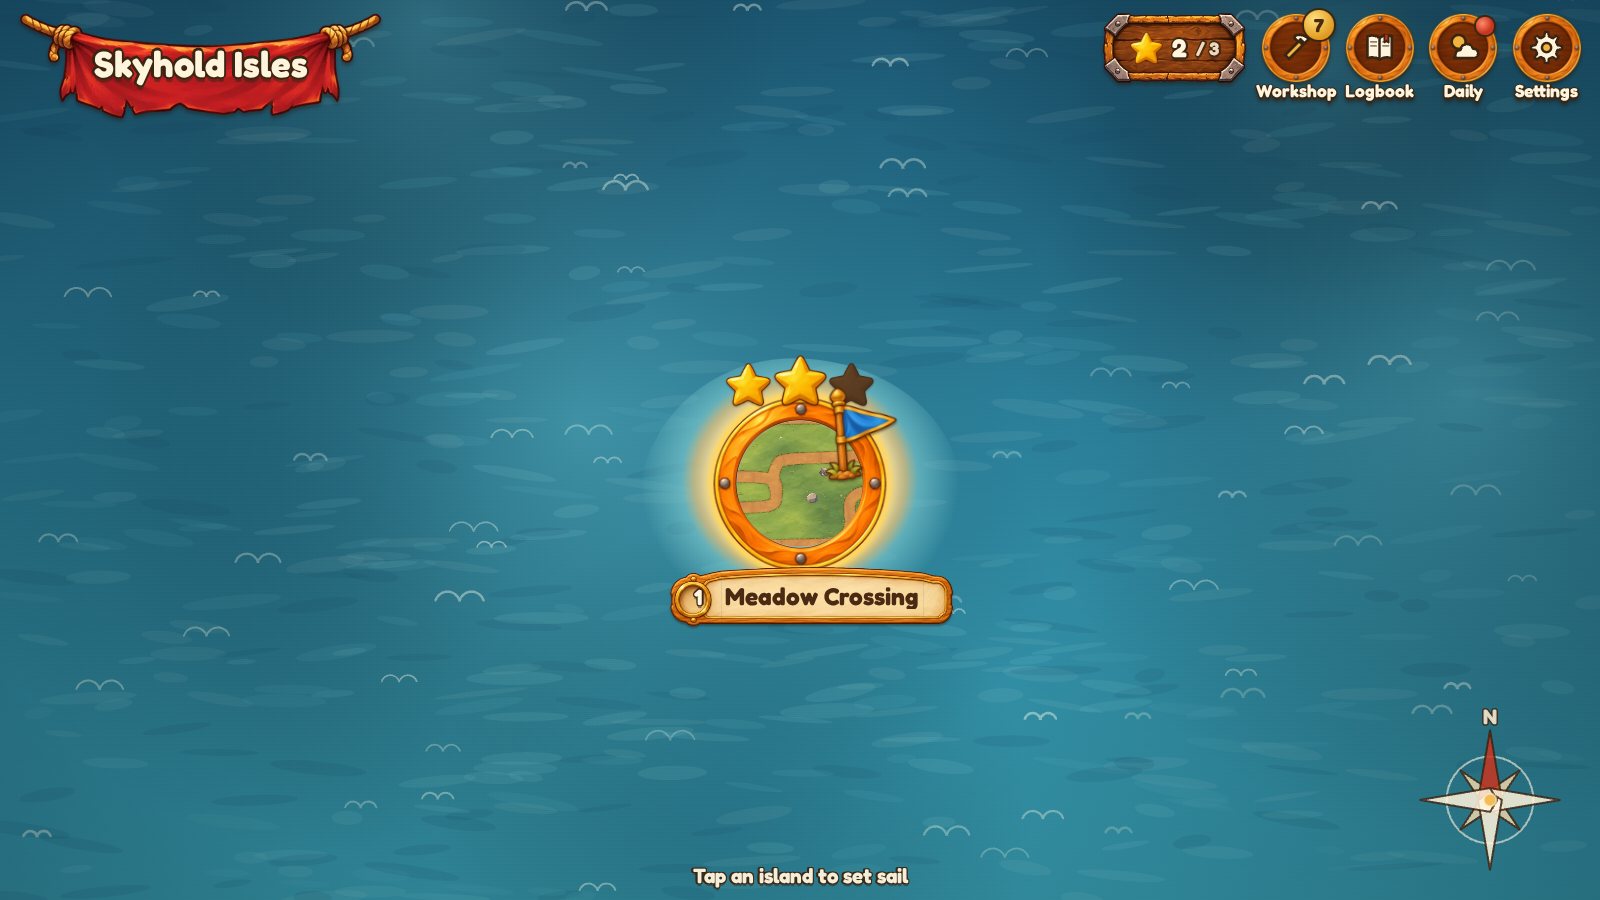 Skyhold Isles
2 / 3
7
Workshop
Logbook
Daily
Settings
1
Meadow Crossing
N
Tap an island to set sail